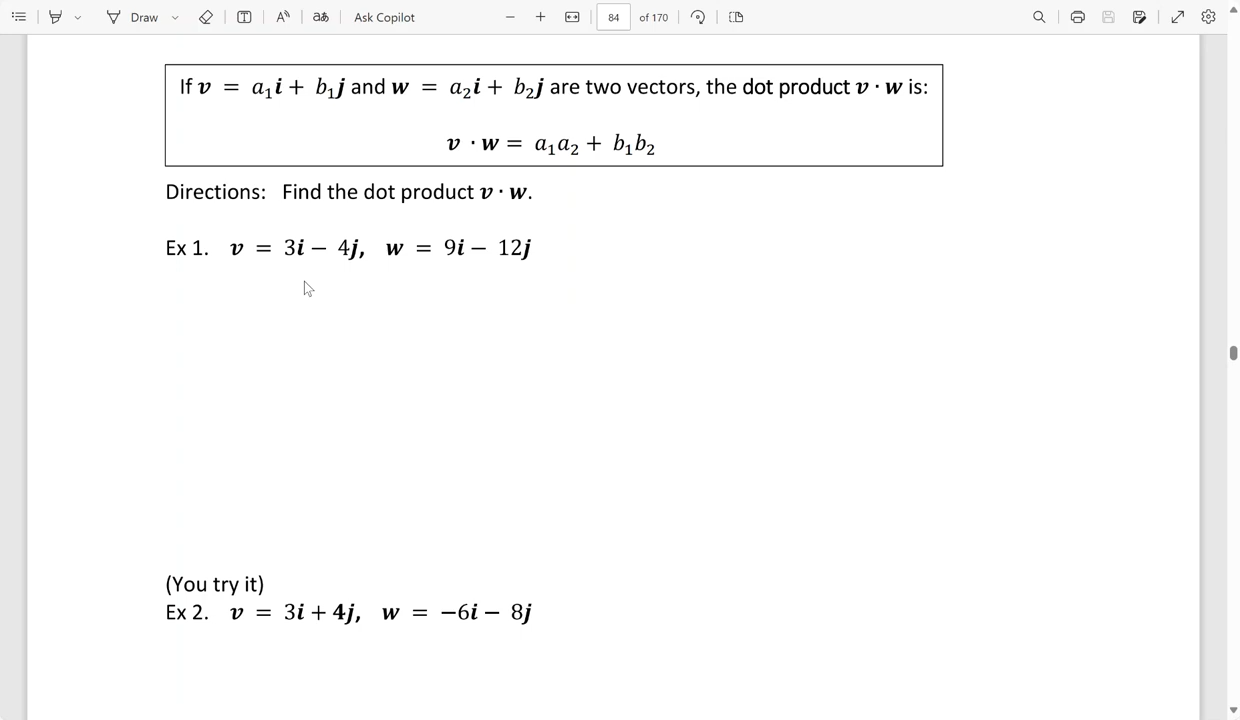 Draw
Ask Copilot
84 of 170
If v = a₁i + b₁j and w = a₂i + b₂j are two vectors, the dot product v · w is:
v · w = a₁a₂ + b₁b₂
Directions: Find the dot product v · w.
Ex 1. v = 3i − 4j, w = 9i − 12j
(You try it)
Ex 2. v = 3i + 4j, w = −6i − 8j